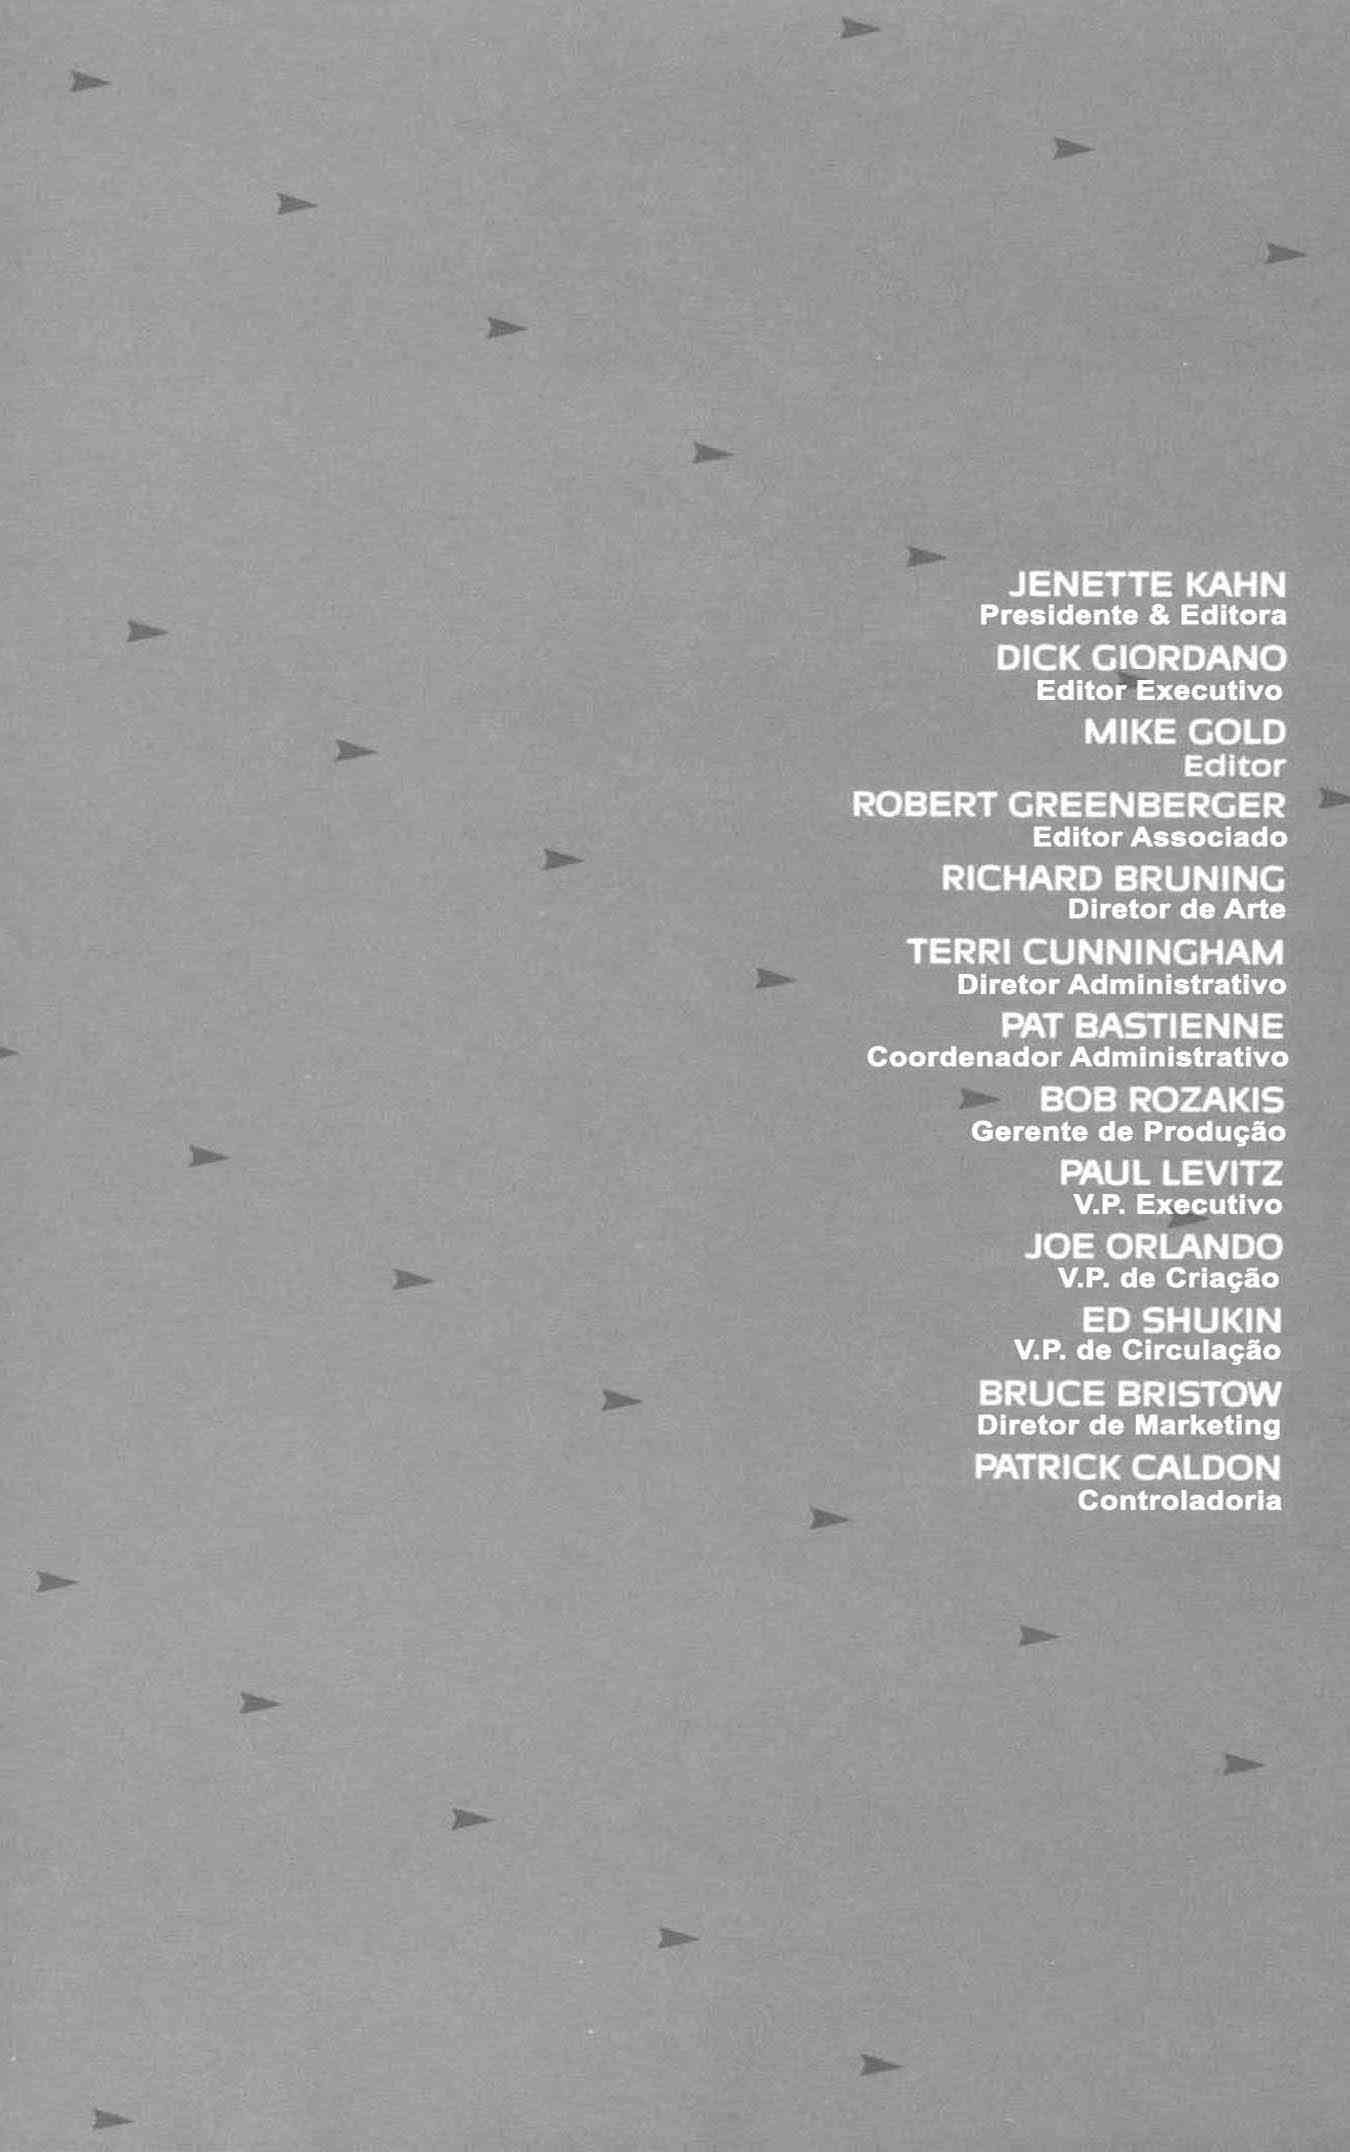 JENETTE KAHN
Presidente & Editora
DICK GIORDANO
Editor Executivo
MIKE GOLD
Editor
ROBERT GREENBERGER
Editor Associado
RICHARD BRUNING
Diretor de Arte
TERRI CUNNINGHAM
Diretor Administrativo
PAT BASTIENNE
Coordenador Administrativo
BOB ROZAKIS
Gerente de Produção
PAUL LEVITZ
V.P. Executivo
JOE ORLANDO
V.P. de Criação
ED SHUKIN
V.P. de Circulação
BRUCE BRISTOW
Diretor de Marketing
PATRICK CALDON
Controladoria